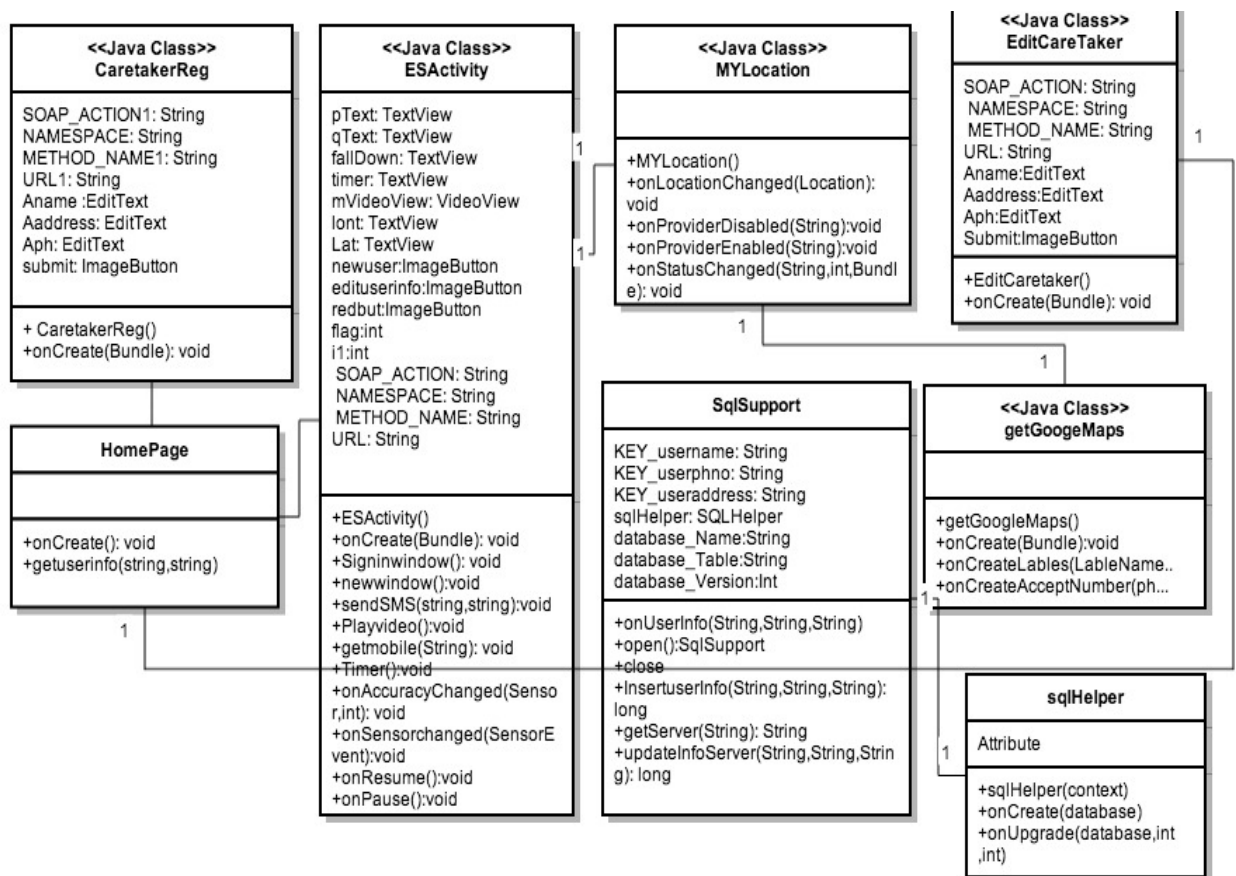 <<Java Class>>
CaretakerReg
SOAP_ACTION1: String
NAMESPACE: String
METHOD_NAME1: String
URL1: String
Aname :EditText
Aaddress: EditText
Aph: EditText
submit: ImageButton
+ CaretakerReg()
+onCreate(Bundle): void
HomePage
+onCreate(): void
+getuserinfo(string,string)
1
<<Java Class>>
ESActivity
pText: TextView
qText: TextView
fallDown: TextView
timer: TextView
mVideoView: VideoView
lont: TextView
Lat: TextView
newuser:ImageButton
edituserinfo:ImageButton
redbut:ImageButton
flag:int
i1:int
SOAP_ACTION: String
NAMESPACE: String
METHOD_NAME: String
URL: String
+ESActivity()
+onCreate(Bundle): void
+Signinwindow(): void
+newwindow():void
+sendSMS(string,string):void
+Playvideo():void
+getmobile(String): void
+Timer():void
+onAccuracyChanged(Senso
r,int): void
+onSensorchanged(SensorE
vent):void
+onResume():void
+onPause():void
1
1
<<Java Class>>
MYLocation
+MYLocation()
+onLocationChanged(Location):
void
+onProviderDisabled(String):void
+onProviderEnabled(String):void
+onStatusChanged(String,int,Bundl
e): void
1
1
SqlSupport
KEY_username: String
KEY_userphno: String
KEY_useraddress: String
sqlHelper: SQLHelper
database_Name:String
database_Table:String
database_Version:Int
+onUserInfo(String,String,String)
+open():SqlSupport
+close
+InsertuserInfo(String,String,String):
long
+getServer(String): String
+updateInfoServer(String,String,Strin
g): long
1
1
<<Java Class>>
EditCareTaker
SOAP_ACTION: String
NAMESPACE: String
METHOD_NAME: String
URL: String
Aname:EditText
Aaddress:EditText
Aph:EditText
Submit:ImageButton
+EditCaretaker()
+onCreate(Bundle): void
1
<<Java Class>>
getGoogeMaps
+getGoogleMaps()
+onCreate(Bundle):void
+onCreateLables(LableName..
+onCreateAcceptNumber(ph...
sqlHelper
Attribute
+sqlHelper(context)
+onCreate(database)
+onUpgrade(database,int
,int)